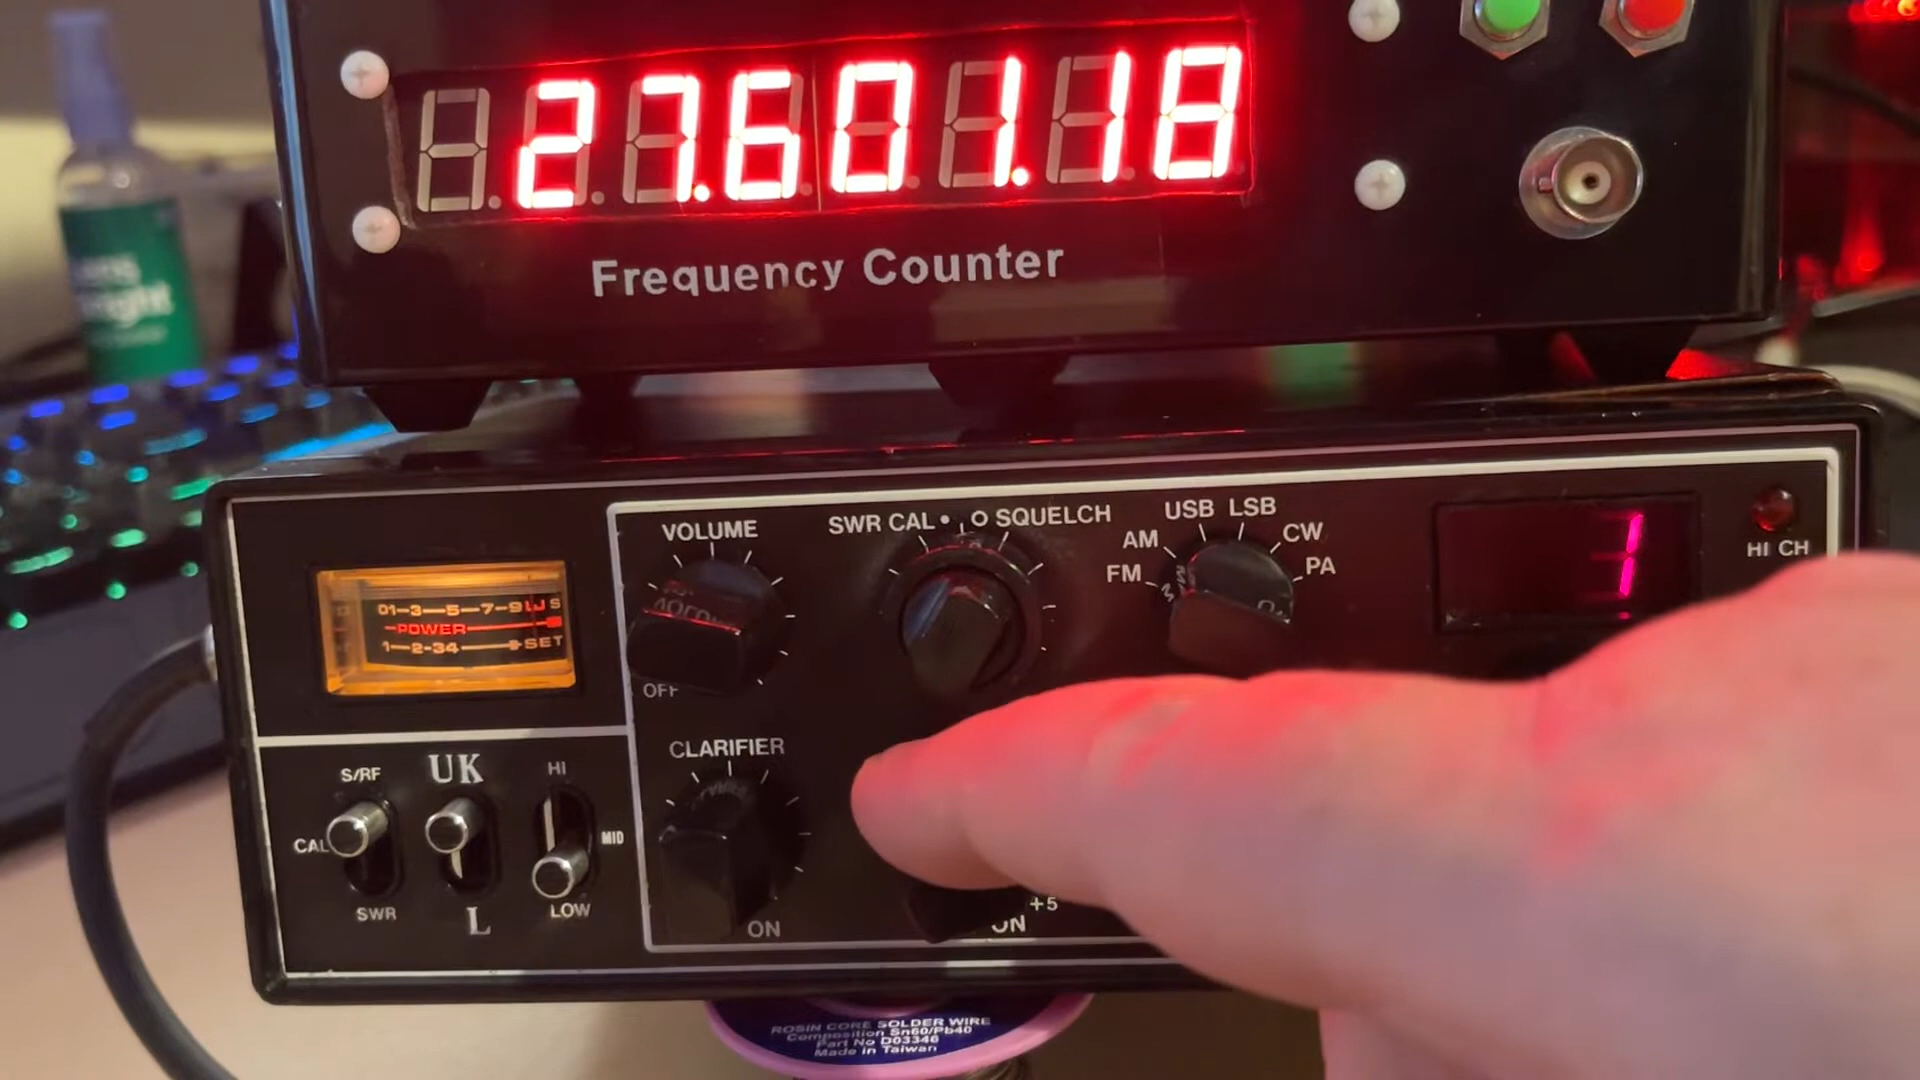 27.601.18
Frequency Counter
VOLUME
OFF
SWR CAL
SQUELCH
FM
AM
USB
LSB
CW
PA
1
HI CH
01-3-5-7-9
S
POWER
1-2-34
SET
S/RF
CAL
SWR
UK
L
HI
MID
LOW
CLARIFIER
ON
+5
ON
ROSIN CORE SOLDER WIRE
Composition Sn60/Pb40
Part No D03346
Made in Taiwan